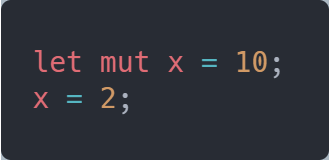 let mut x = 10;
x = 2;